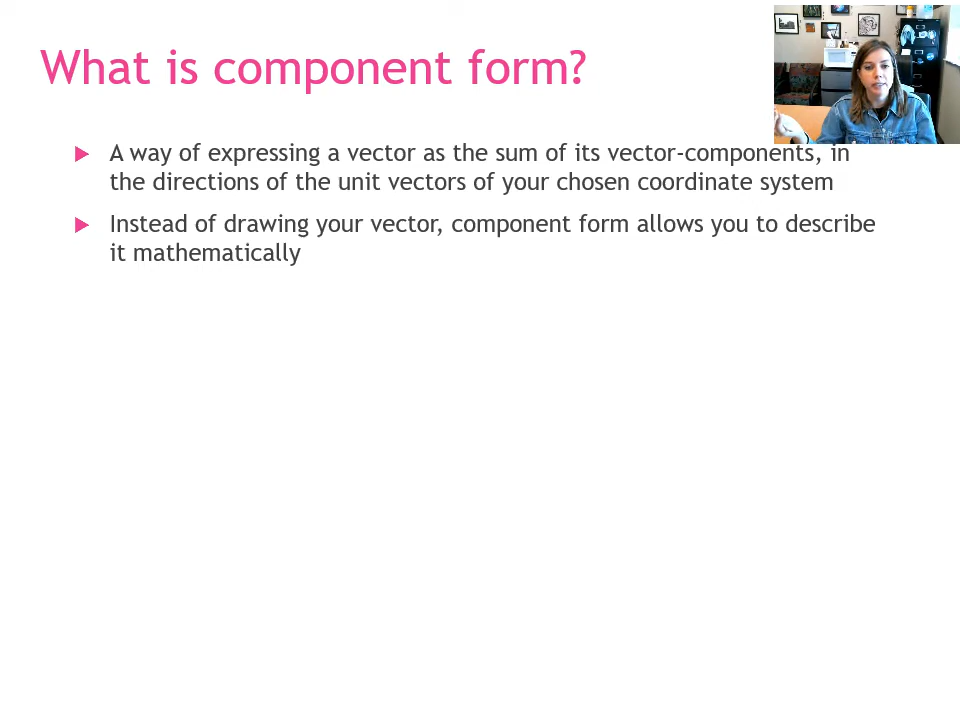 What is component form?
A way of expressing a vector as the sum of its vector-components, in
the directions of the unit vectors of your chosen coordinate system
Instead of drawing your vector, component form allows you to describe
it mathematically